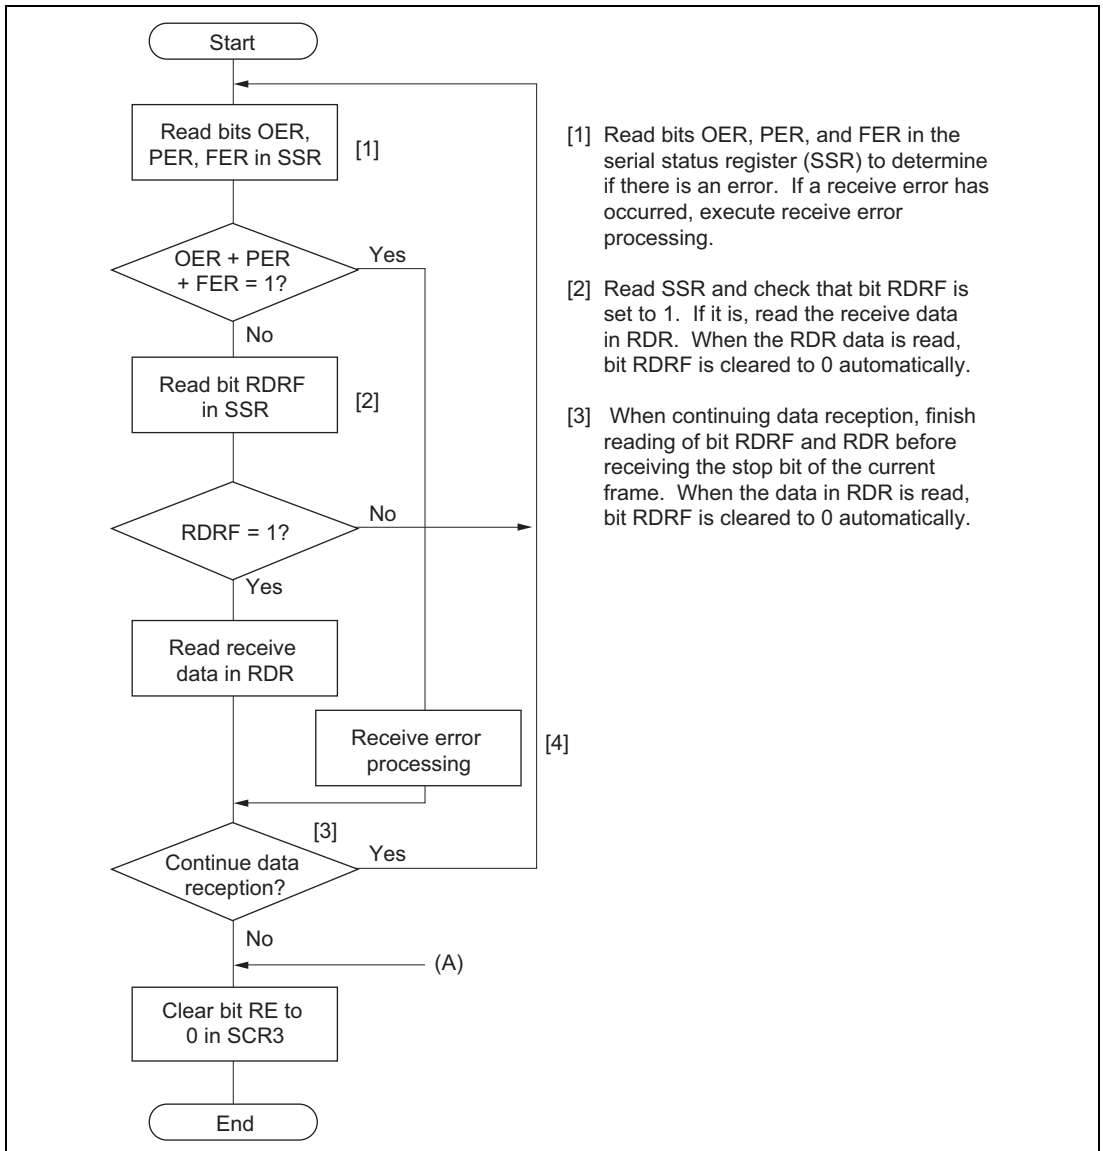 Start
Read bits OER,
PER, FER in SSR
[1]
OER + PER
+ FER = 1?
Yes
No
Read bit RDRF
in SSR
[2]
RDRF = 1?
No
Yes
Read receive
data in RDR
Receive error
processing
[4]
[3]
Continue data
reception?
Yes
No
(A)
Clear bit RE to
0 in SCR3
End
[1] Read bits OER, PER, and FER in the
serial status register (SSR) to determine
if there is an error. If a receive error has
occurred, execute receive error
processing.
[2] Read SSR and check that bit RDRF is
set to 1. If it is, read the receive data
in RDR. When the RDR data is read,
bit RDRF is cleared to 0 automatically.
[3] When continuing data reception, finish
reading of bit RDRF and RDR before
receiving the stop bit of the current
frame. When the data in RDR is read,
bit RDRF is cleared to 0 automatically.